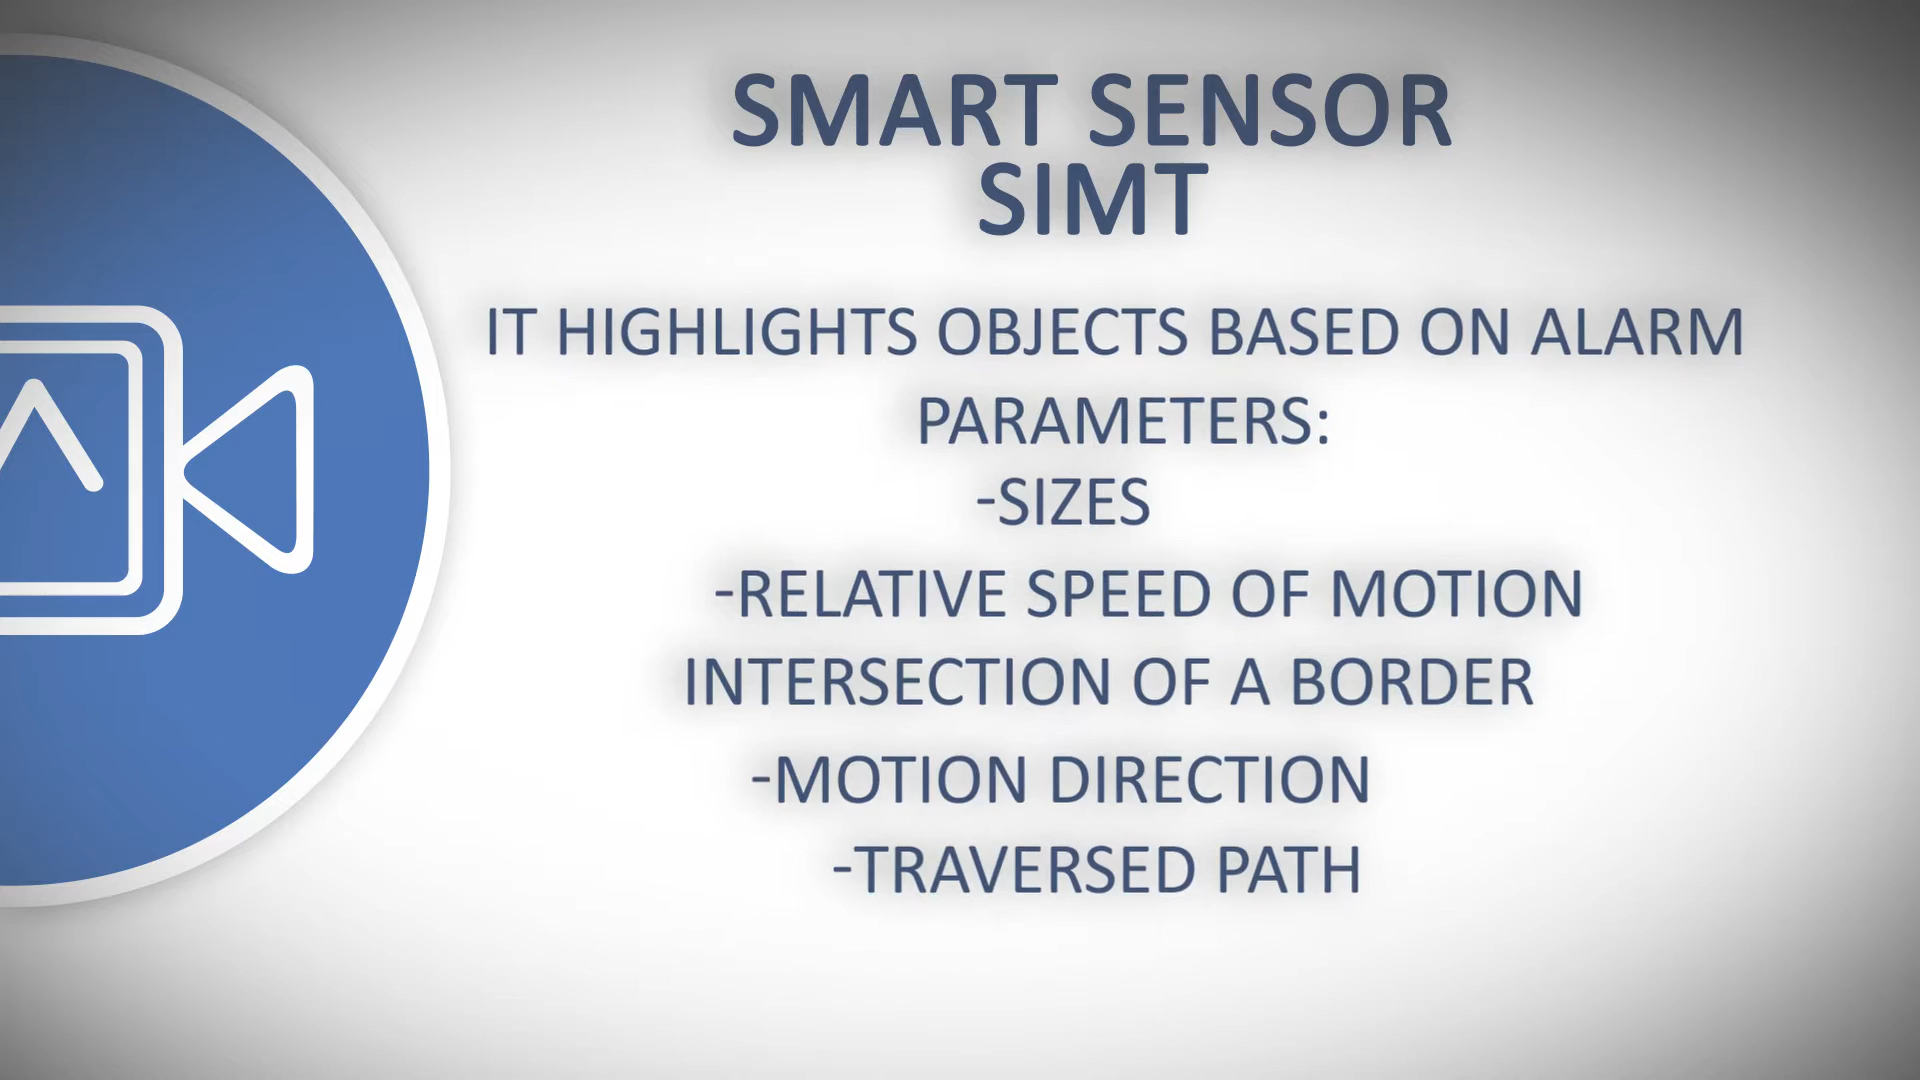 SMART SENSOR
SIMT
IT HIGHLIGHTS OBJECTS BASED ON ALARM
PARAMETERS:
-SIZES
-RELATIVE SPEED OF MOTION
INTERSECTION OF A BORDER
-MOTION DIRECTION
-TRAVERSED PATH